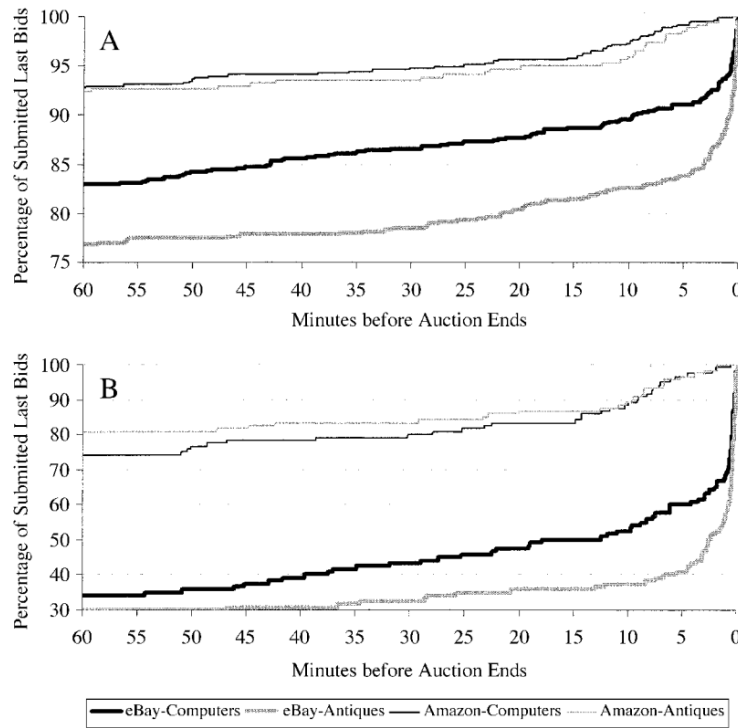 A
Percentage of Submitted Last Bids
100
95
90
85
80
75
60 55 50 45 40 35 30 25 20 15 10 5 0
Minutes before Auction Ends
B
Percentage of Submitted Last Bids
100
90
80
70
60
50
40
30
60 55 50 45 40 35 30 25 20 15 10 5 0
Minutes before Auction Ends
eBay-Computers eBay-Antiques Amazon-Computers Amazon-Antiques